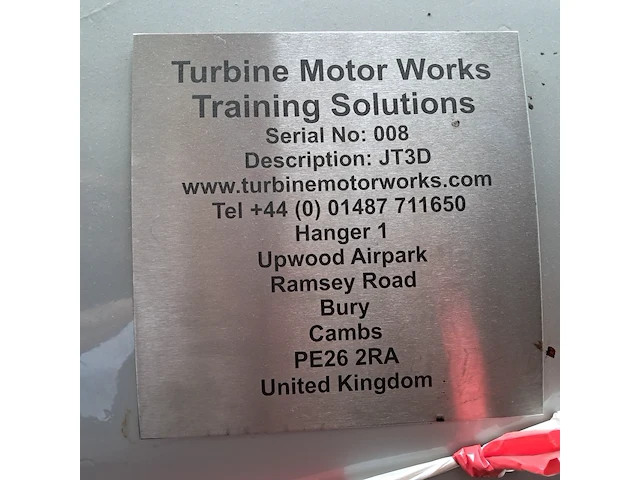 Turbine Motor Works
Training Solutions
Serial No: 008
Description: JT3D
www.turbinemotorworks.com
Tel +44 (0) 01487 711650
Hanger 1
Upwood Airpark
Ramsey Road
Bury
Cambs
PE26 2RA
United Kingdom